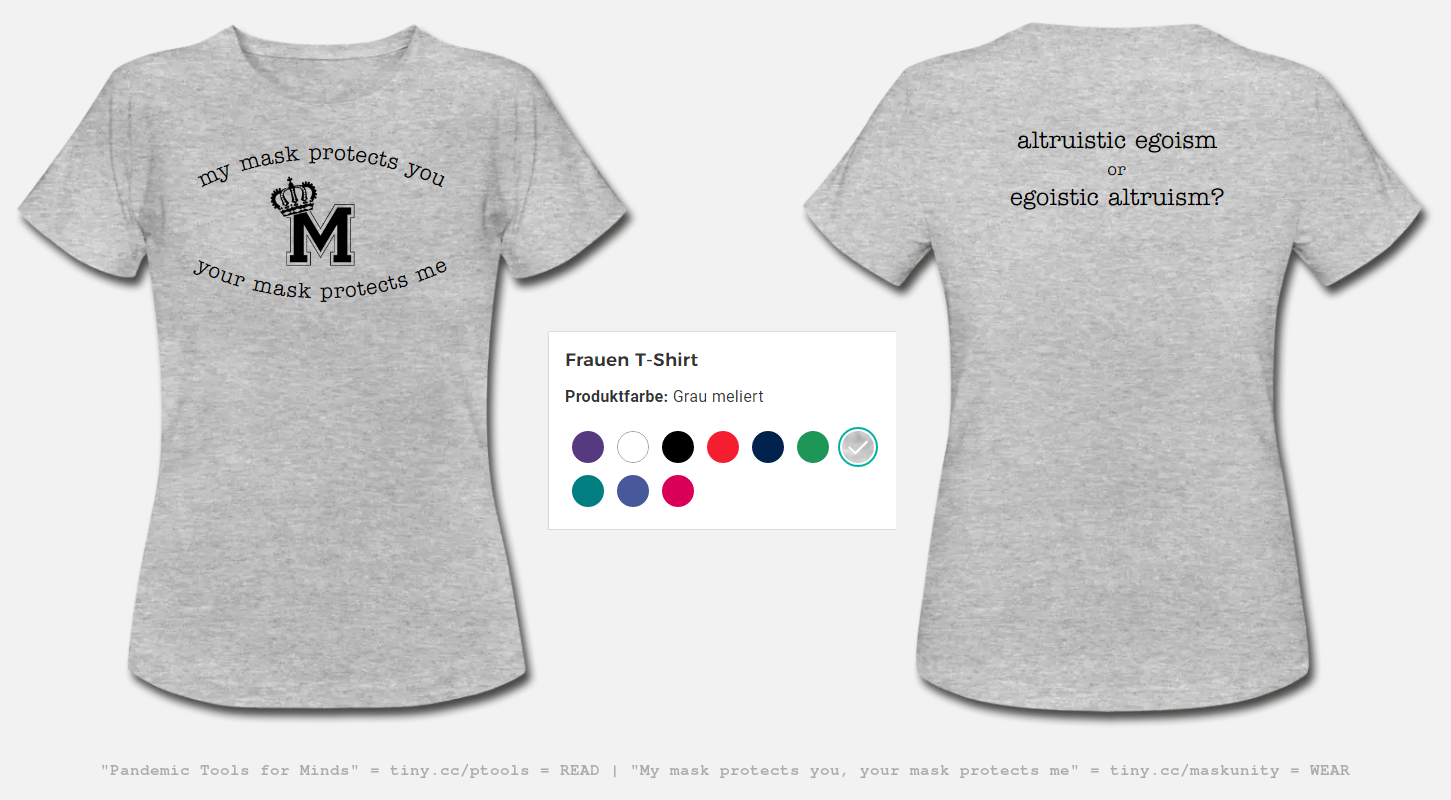 my mask protects you
M
your mask protects me
altruistic egoism
or
egoistic altruism?
Frauen T-Shirt
Produktfarbe: Grau meliert
"Pandemic Tools for Minds" = tiny.cc/ptools = READ | "My mask protects you, your mask protects me" = tiny.cc/maskunity = WEAR